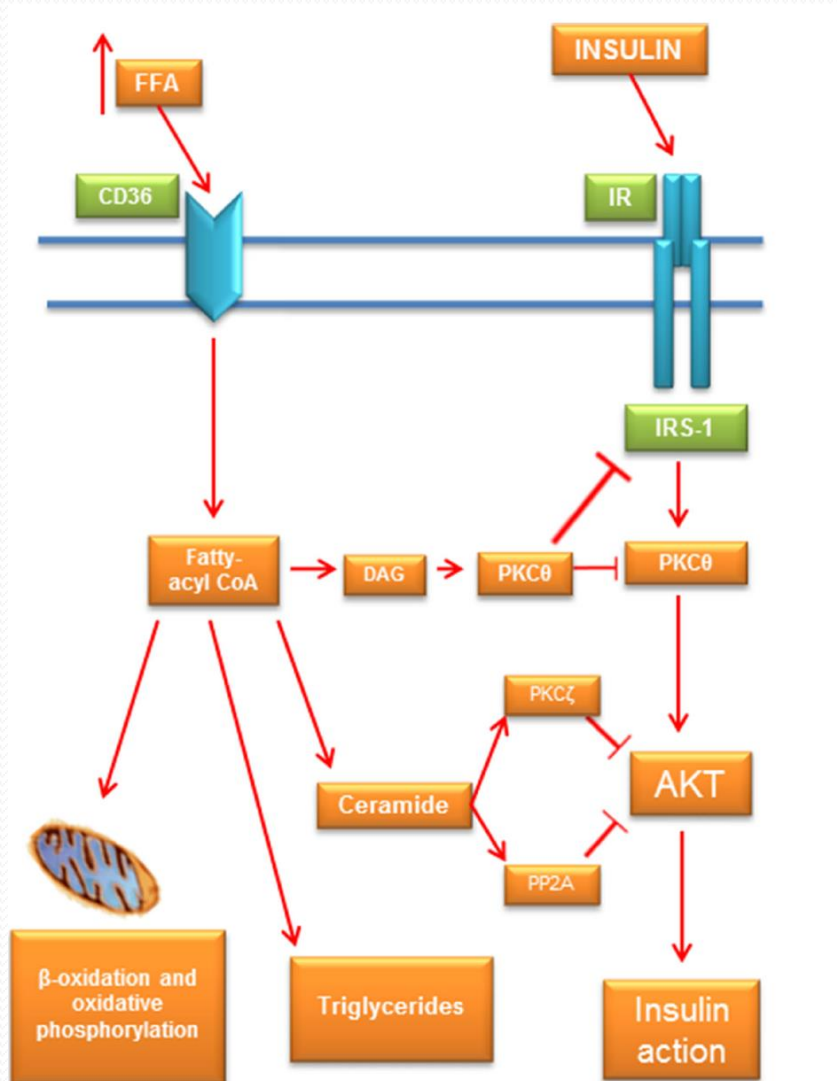 FFA
INSULIN
CD36
IR
IRS-1
Fatty-
acyl CoA
DAG
PKCθ
PKCθ
PKCζ
Ceramide
AKT
PP2A
β-oxidation and
oxidative
phosphorylation
Triglycerides
Insulin
action